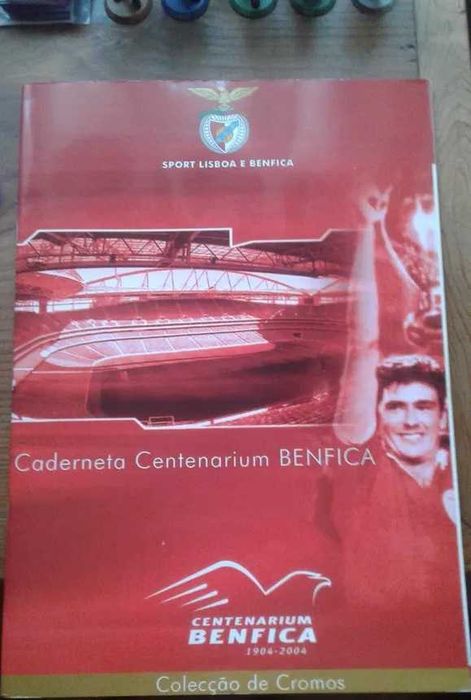 SPORT LISBOA E BENFICA
Caderneta Centenarium BENFICA
CENTENARIUM
BENFICA
1904-2004
Colecção de Cromos